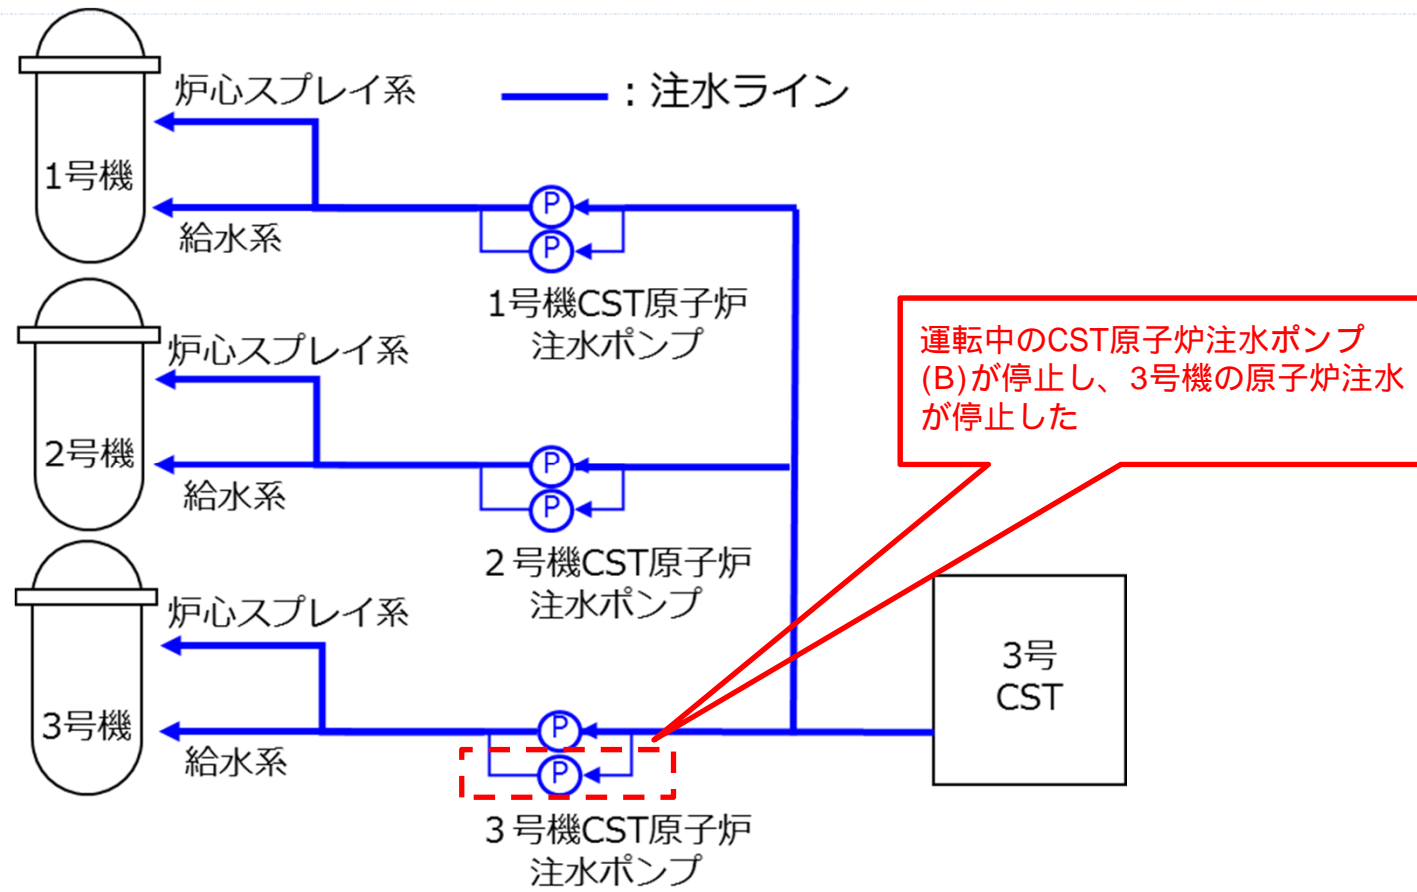 炉心スプレイ系
：注水ライン
1号機
給水系
P
P
1号機CST原子炉
注水ポンプ
運転中のCST原子炉注水ポンプ
(B)が停止し、3号機の原子炉注水
が停止した
炉心スプレイ系
2号機
給水系
P
P
２号機CST原子炉
注水ポンプ
炉心スプレイ系
3号機
給水系
P
P
３号機CST原子炉
注水ポンプ
3号
CST